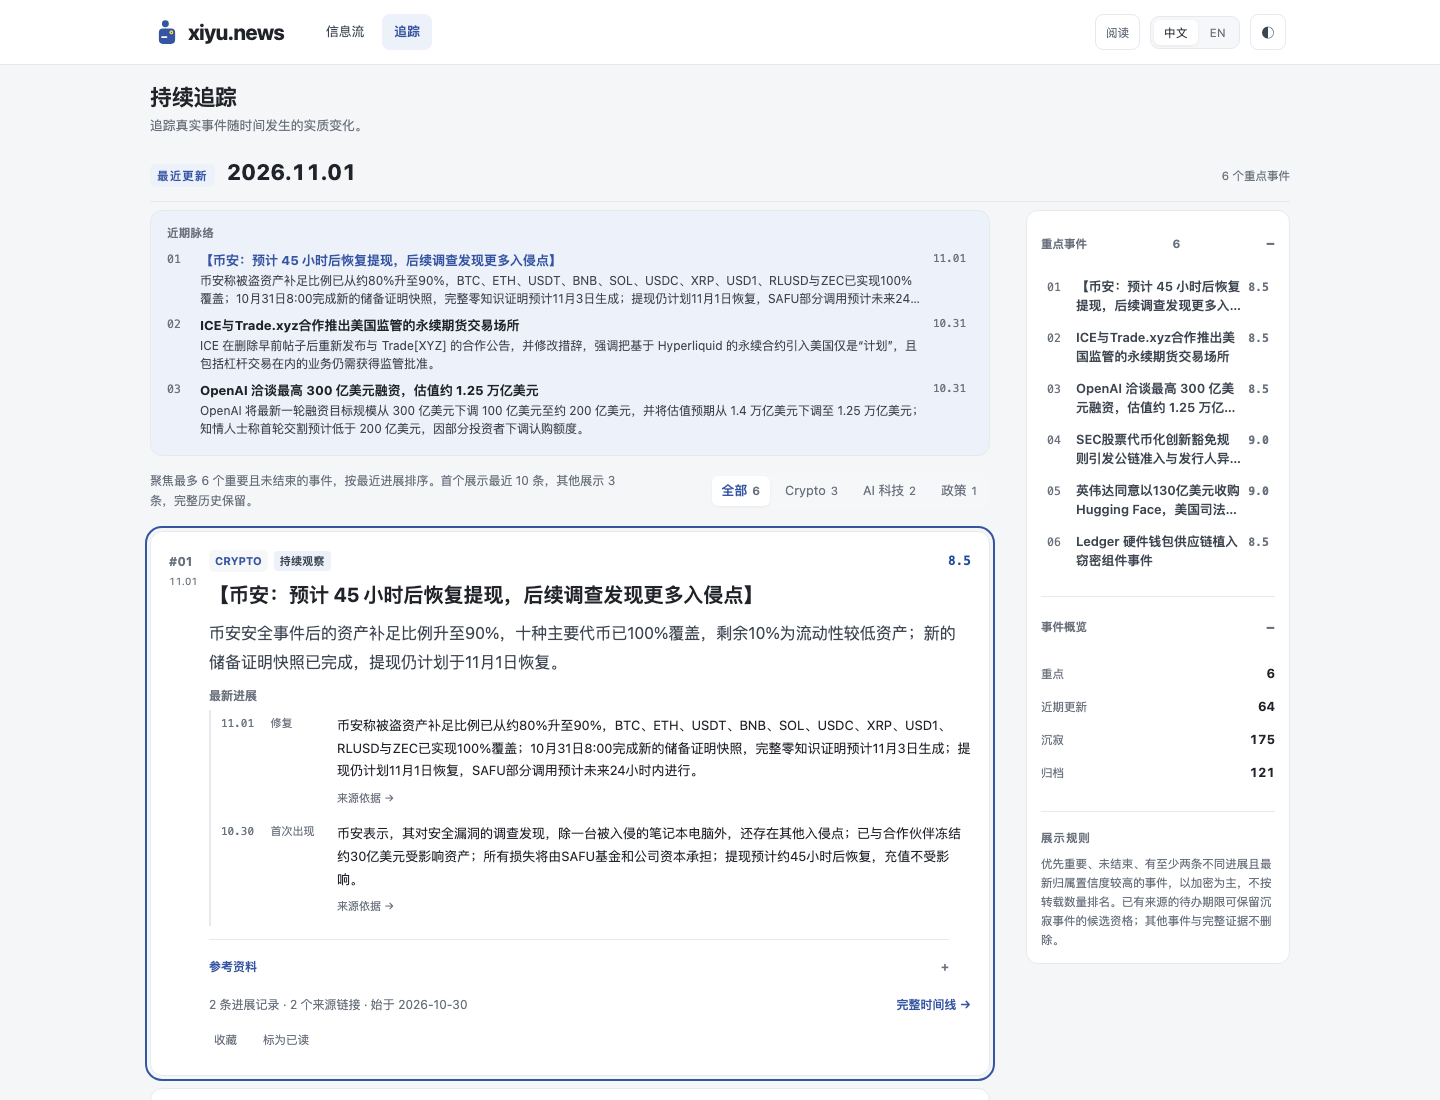 xiyu.news
信息流
追踪
阅读
中文
EN
持续追踪
追踪真实事件随时间发生的实质变化。
最近更新
2026.11.01
6 个重点事件
近期脉络
01
【币安：预计 45 小时后恢复提现，后续调查发现更多入侵点】
11.01
币安称被盗资产补足比例已从约80%升至90%，BTC、ETH、USDT、BNB、SOL、USDC、XRP、USD1、RLUSD与ZEC已实现100%
覆盖；10月31日8:00完成新的储备证明快照，完整零知识证明预计11月3日生成；提现仍计划11月1日恢复，SAFU部分调用预计未来24...
02
ICE与Trade.xyz合作推出美国监管的永续期货交易场所
10.31
ICE 在删除早前帖子后重新发布与 Trade[XYZ] 的合作公告，并修改措辞，强调把基于 Hyperliquid 的永续合约引入美国仅是“计划”，且
包括杠杆交易在内的业务仍需获得监管批准。
03
OpenAI 洽谈最高 300 亿美元融资，估值约 1.25 万亿美元
10.31
OpenAI 将最新一轮融资目标规模从 300 亿美元下调 100 亿美元至约 200 亿美元，并将估值预期从 1.4 万亿美元下调至 1.25 万亿美元；
知情人士称首轮交割预计低于 200 亿美元，因部分投资者下调认购额度。
聚焦最多 6 个重要且未结束的事件，按最近进展排序。首个展示最近 10 条，其他展示 3
条，完整历史保留。
全部 6
Crypto 3
AI 科技 2
政策 1
#01
11.01
CRYPTO
持续观察
8.5
【币安：预计 45 小时后恢复提现，后续调查发现更多入侵点】
币安安全事件后的资产补足比例升至90%，十种主要代币已100%覆盖，剩余10%为流动性较低资产；新的
储备证明快照已完成，提现仍计划于11月1日恢复。
最新进展
11.01
修复
币安称被盗资产补足比例已从约80%升至90%，BTC、ETH、USDT、BNB、SOL、USDC、XRP、USD1、
RLUSD与ZEC已实现100%覆盖；10月31日8:00完成新的储备证明快照，完整零知识证明预计11月3日生成；提
现仍计划11月1日恢复，SAFU部分调用预计未来24小时内进行。
来源依据 →
10.30
首次出现
币安表示，其对安全漏洞的调查发现，除一台被入侵的笔记本电脑外，还存在其他入侵点；已与合作伙伴冻结
约30亿美元受影响资产；所有损失将由SAFU基金和公司资本承担；提现预计约45小时后恢复，充值不受影
响。
来源依据 →
参考资料
+
2 条进展记录 · 2 个来源链接 · 始于 2026-10-30
完整时间线 →
收藏
标为已读
重点事件
6
−
01
【币安：预计 45 小时后恢复
提现，后续调查发现更多入...
8.5
02
ICE与Trade.xyz合作推出美
国监管的永续期货交易场所
8.5
03
OpenAI 洽谈最高 300 亿美
元融资，估值约 1.25 万亿...
8.5
04
SEC股票代币化创新豁免规
则引发公链准入与发行人异...
9.0
05
英伟达同意以130亿美元收购
Hugging Face，美国司法...
9.0
06
Ledger 硬件钱包供应链植入
窃密组件事件
8.5
事件概览
−
重点
6
近期更新
64
沉寂
175
归档
121
展示规则
优先重要、未结束、有至少两条不同进展且最
新归属置信度较高的事件，以加密为主，不按
转载数量排名。已有来源的待办期限可保留沉
寂事件的候选资格；其他事件与完整证据不删
除。